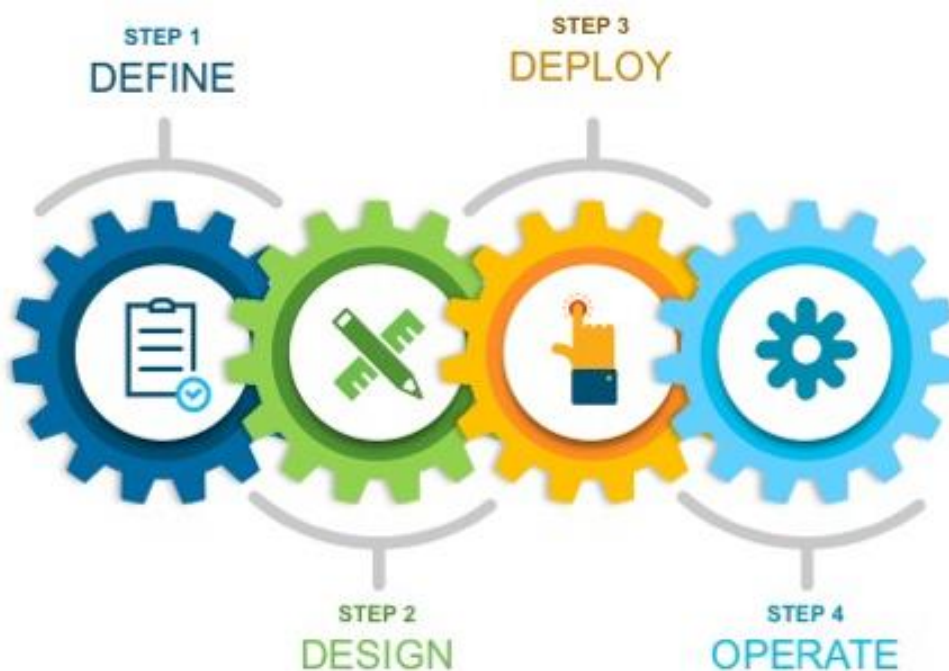 STEP 1
DEFINE
STEP 2
DESIGN
STEP 3
DEPLOY
STEP 4
OPERATE